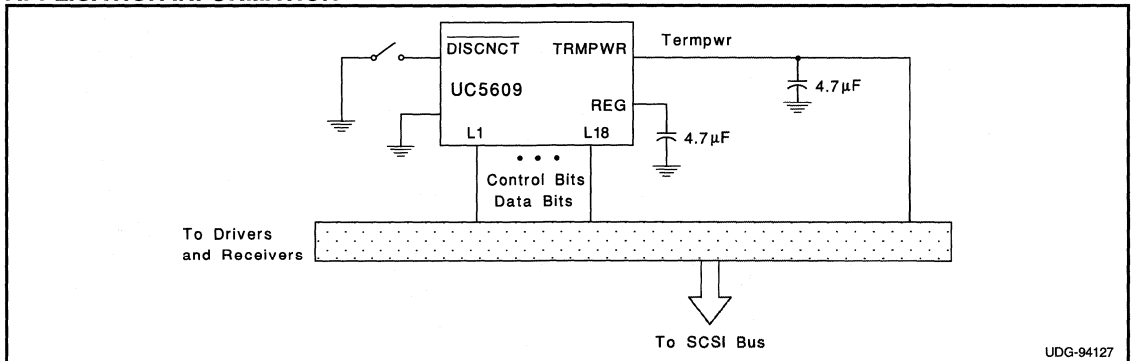 DISCNCT TRMPWR Termpwr
UC5609
4.7μF
REG
L1 L18
4.7μF
• • •
Control Bits
Data Bits
To Drivers
and Receivers
To SCSI Bus
UDG-94127